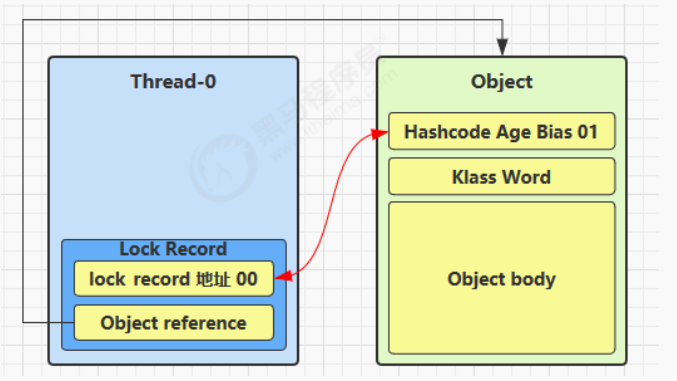 Thread-0
Lock Record
lock record 地址 00
Object reference
Object
Hashcode Age Bias 01
Klass Word
Object body
黑马程序员